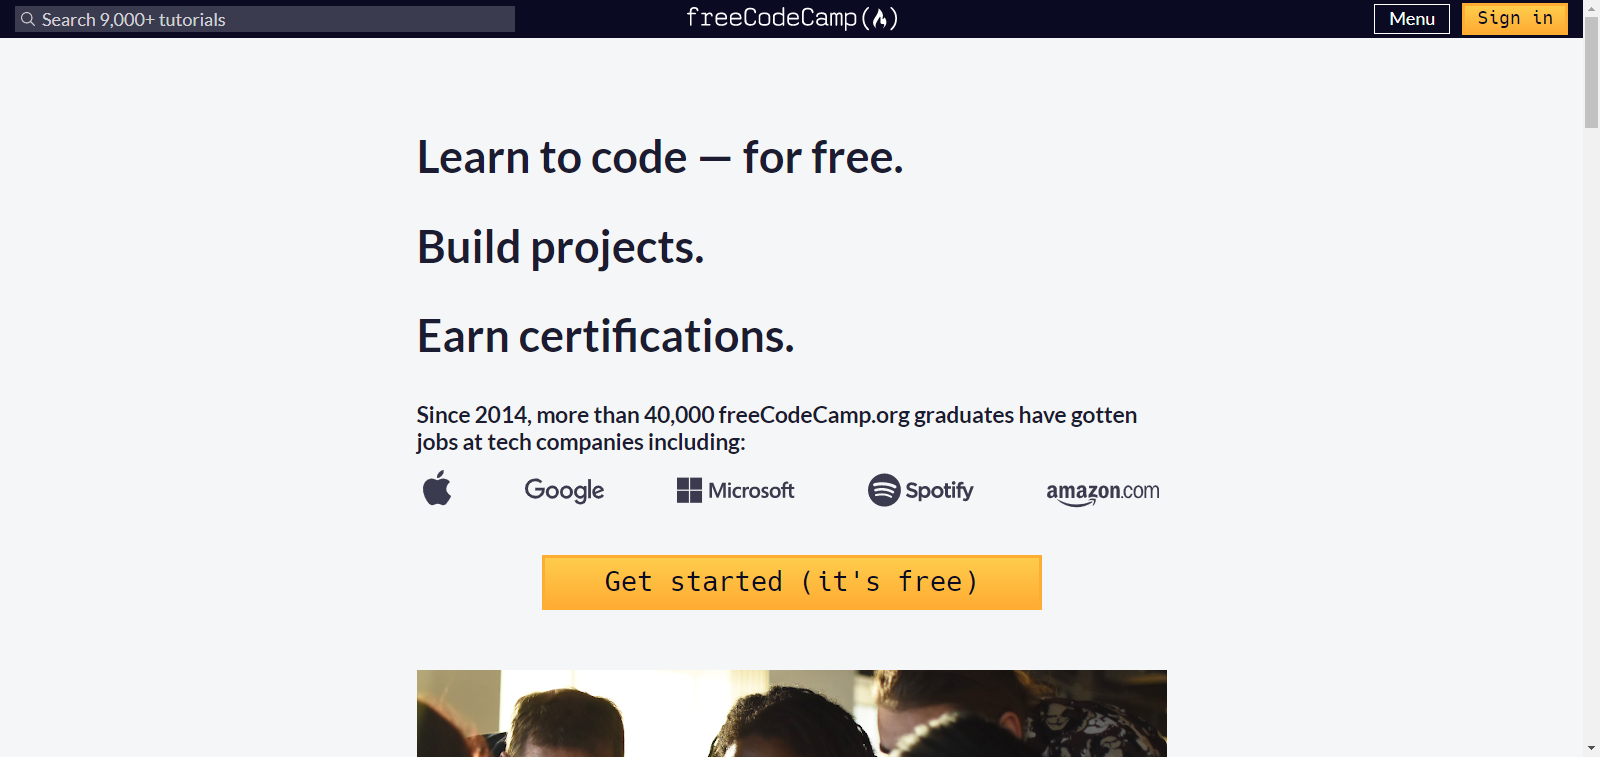 Search 9,000+ tutorials
freeCodeCamp
Menu
Sign in
Learn to code — for free.
Build projects.
Earn certifications.
Since 2014, more than 40,000 freeCodeCamp.org graduates have gotten
jobs at tech companies including:
Google
Microsoft
Spotify
amazon.com
Get started (it's free)